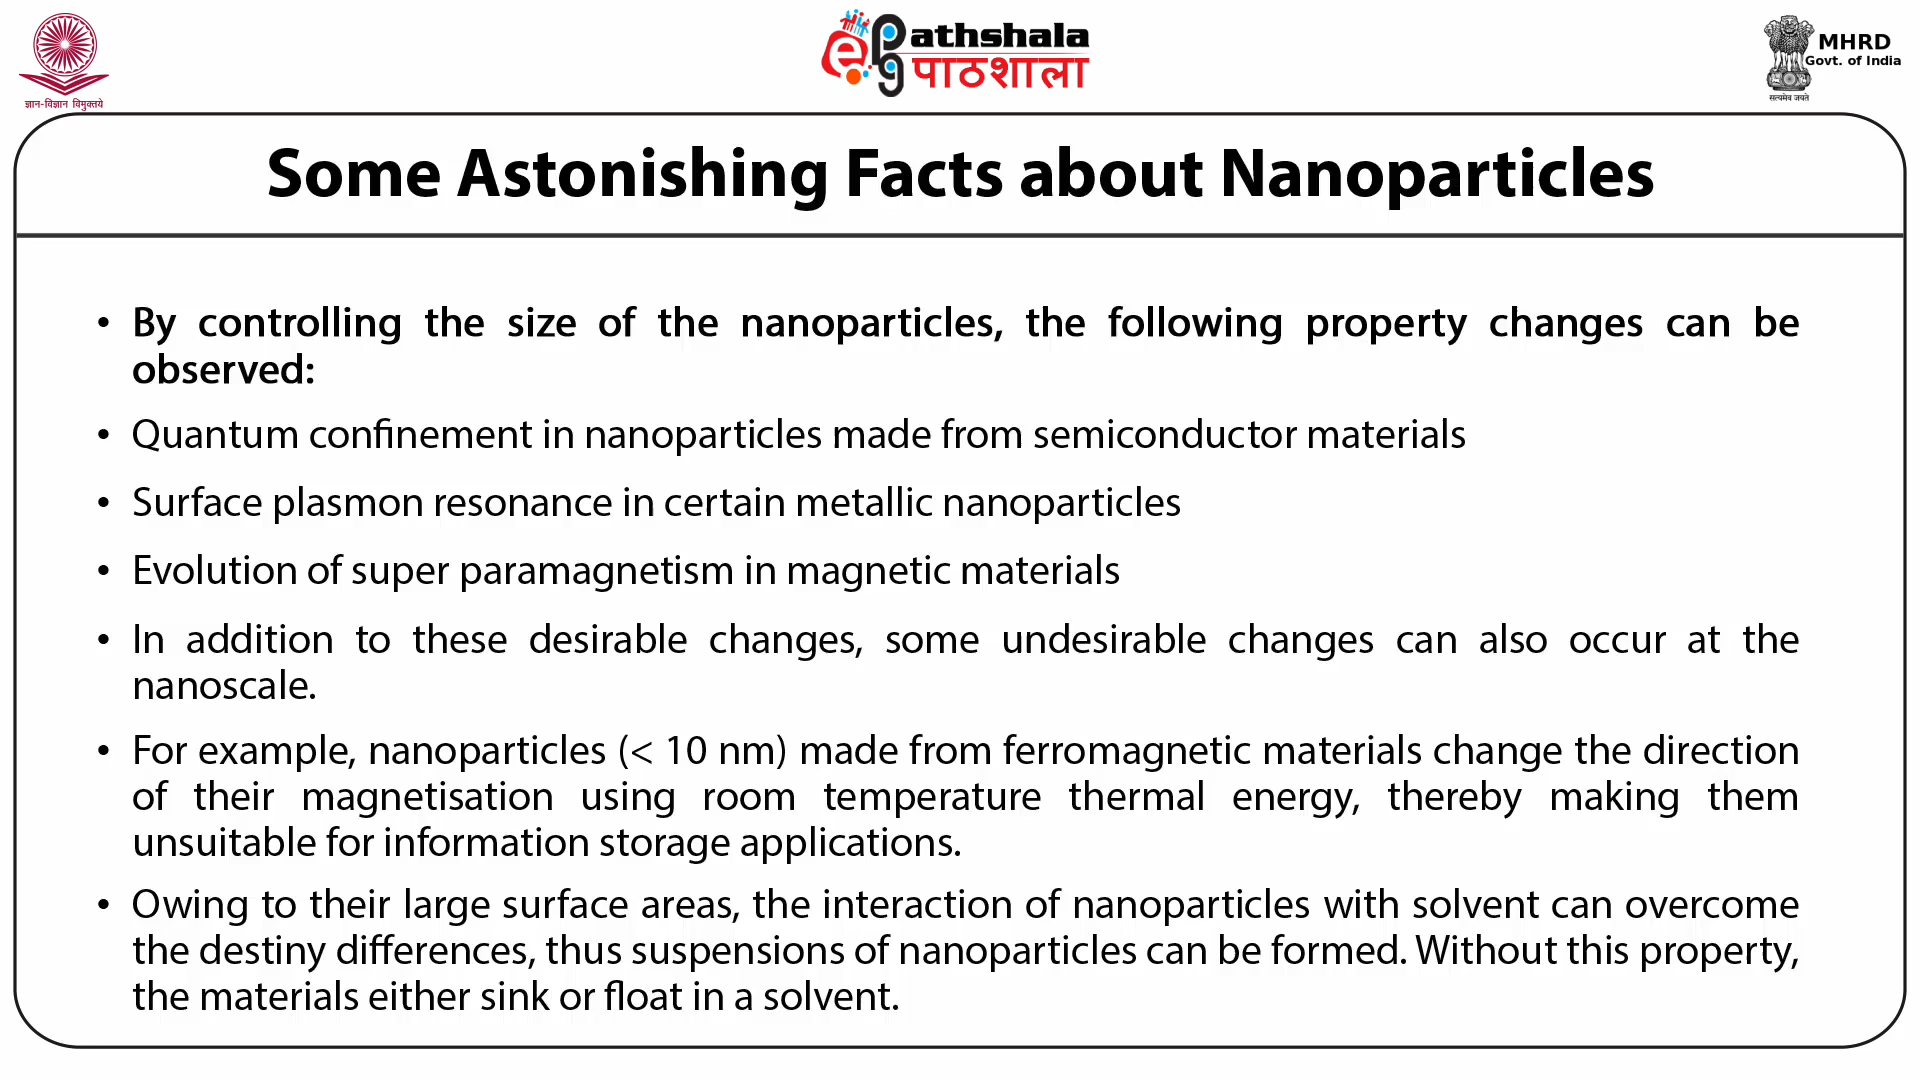 ज्ञान-विज्ञान विमुक्तये
ePathshala
पाठशाला
MHRD
Govt. of India
सत्यमेव जयते
Some Astonishing Facts about Nanoparticles
• By controlling the size of the nanoparticles, the following property changes can be
observed:
• Quantum confinement in nanoparticles made from semiconductor materials
• Surface plasmon resonance in certain metallic nanoparticles
• Evolution of super paramagnetism in magnetic materials
• In addition to these desirable changes, some undesirable changes can also occur at the
nanoscale.
• For example, nanoparticles (< 10 nm) made from ferromagnetic materials change the direction
of their magnetisation using room temperature thermal energy, thereby making them
unsuitable for information storage applications.
• Owing to their large surface areas, the interaction of nanoparticles with solvent can overcome
the destiny differences, thus suspensions of nanoparticles can be formed. Without this property,
the materials either sink or float in a solvent.